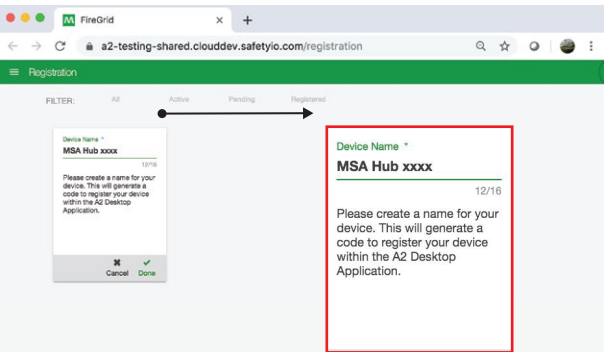 FireGrid
a2-testing-shared.clouddev.safetyio.com/registration
Registration
FILTER: All Active Pending Registered
Device Name *
MSA Hub xxxx
12/16
Please create a name for your
device. This will generate a
code to register your device
within the A2 Desktop
Application.
Cancel Done
Device Name *
MSA Hub xxxx
12/16
Please create a name for your
device. This will generate a
code to register your device
within the A2 Desktop
Application.